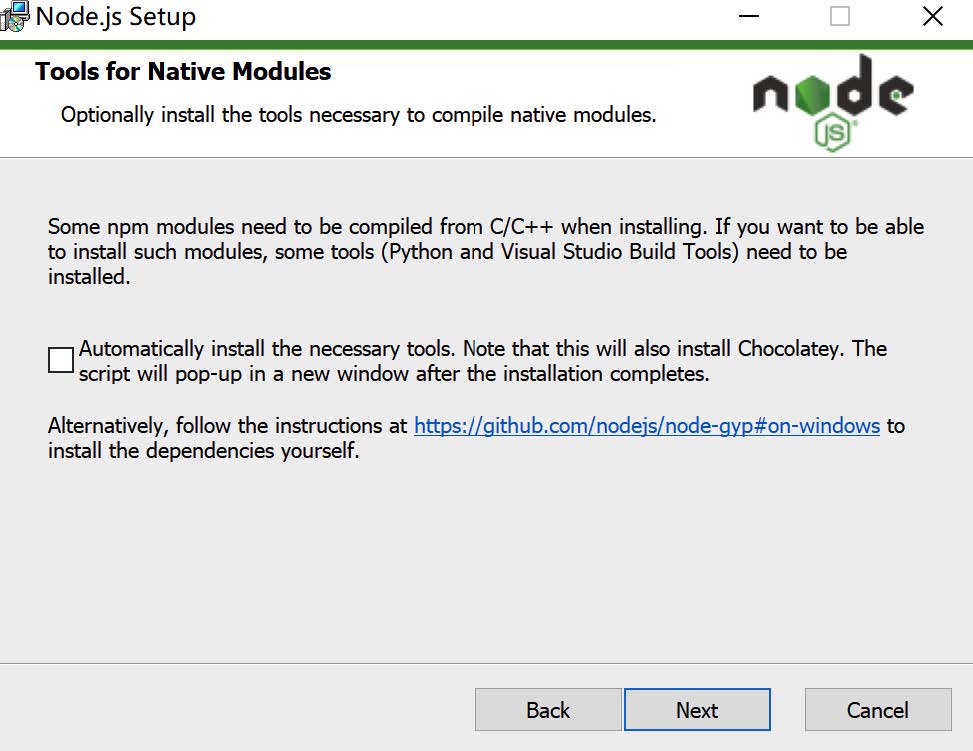 Node.js Setup
Tools for Native Modules
Optionally install the tools necessary to compile native modules.
node
JS
Some npm modules need to be compiled from C/C++ when installing. If you want to be able
to install such modules, some tools (Python and Visual Studio Build Tools) need to be
installed.
Automatically install the necessary tools. Note that this will also install Chocolatey. The
script will pop-up in a new window after the installation completes.
Alternatively, follow the instructions at https://github.com/nodejs/node-gyp#on-windows to
install the dependencies yourself.
Back Next Cancel